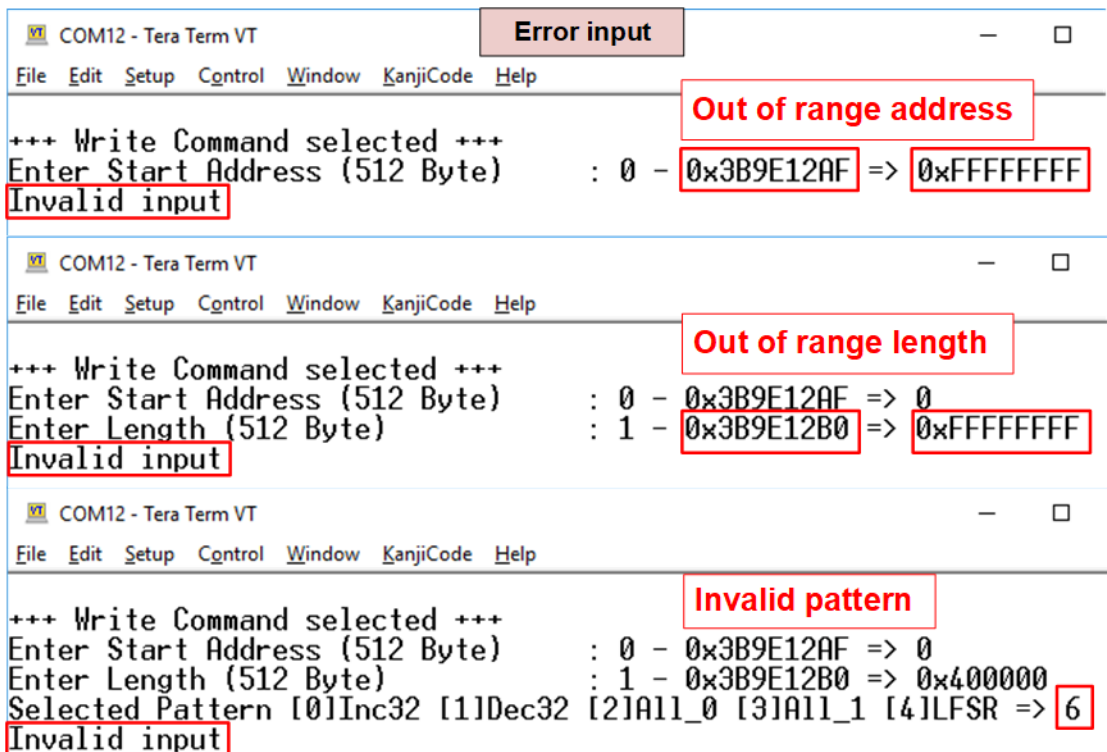 COM12 - Tera Term VT
Error input
File Edit Setup Control Window KanjiCode Help
Out of range address
+++ Write Command selected +++
Enter Start Address (512 Byte) : 0 - 0x3B9E12AF => 0xFFFFFFFF
Invalid input
COM12 - Tera Term VT
File Edit Setup Control Window KanjiCode Help
Out of range length
+++ Write Command selected +++
Enter Start Address (512 Byte) : 0 - 0x3B9E12AF => 0
Enter Length (512 Byte) : 1 - 0x3B9E12B0 => 0xFFFFFFFF
Invalid input
COM12 - Tera Term VT
File Edit Setup Control Window KanjiCode Help
Invalid pattern
+++ Write Command selected +++
Enter Start Address (512 Byte) : 0 - 0x3B9E12AF => 0
Enter Length (512 Byte) : 1 - 0x3B9E12B0 => 0x400000
Selected Pattern [0]Inc32 [1]Dec32 [2]All_0 [3]All_1 [4]LFSR => 6
Invalid input